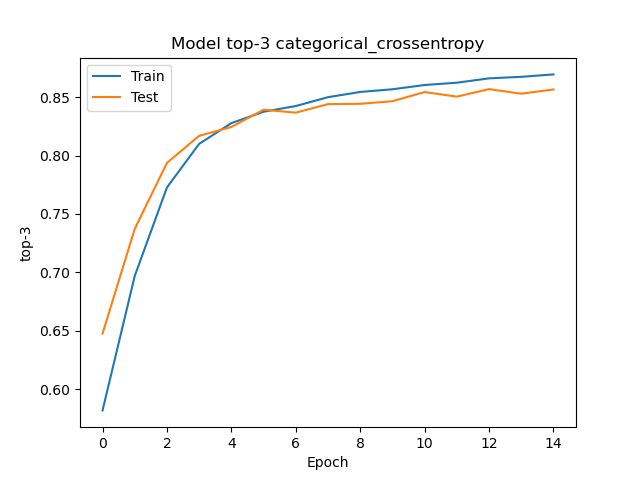 Model top-3 categorical_crossentropy
Train
Test
0.85
0.80
0.75
0.70
0.65
0.60
top-3
0 2 4 6 8 10 12 14
Epoch